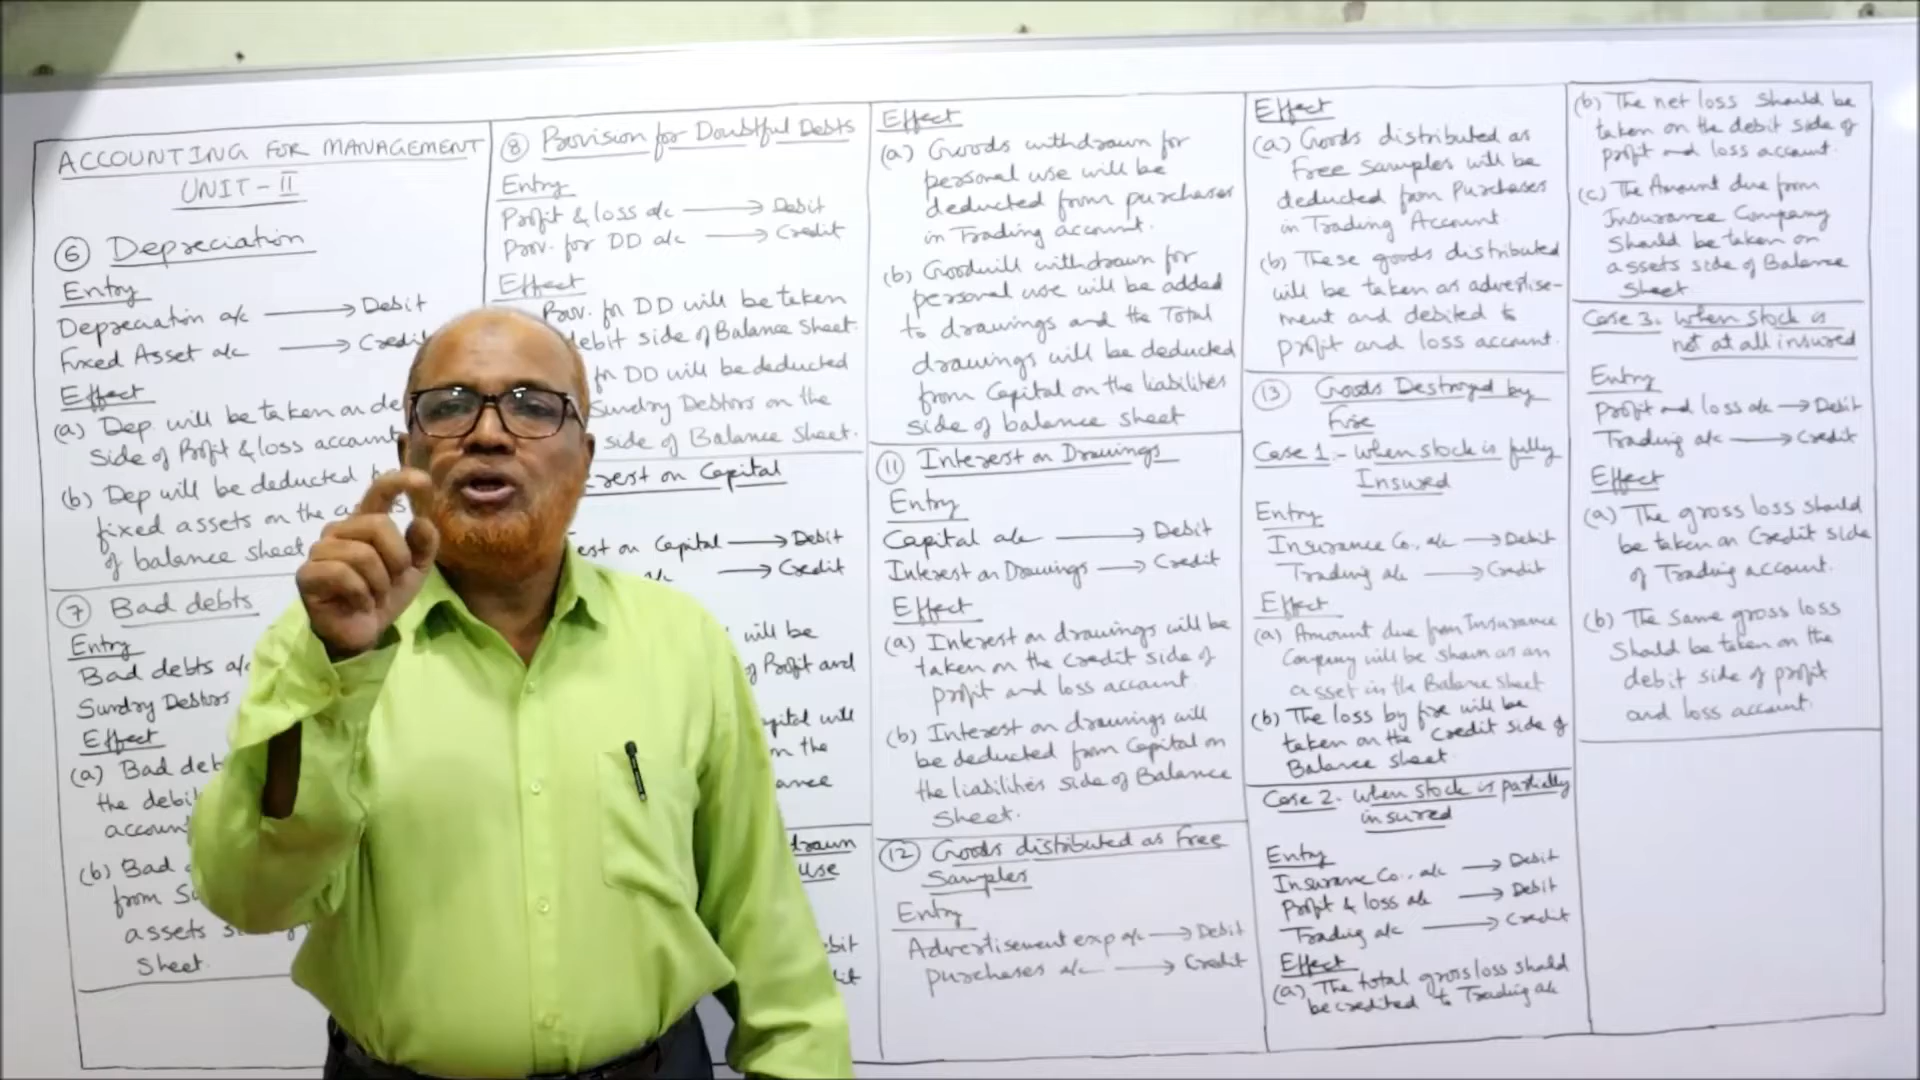 ACCOUNTING FOR MANAGEMENT
UNIT - II
6 Depreciation
Entry
Depreciation a/c → Debit
Fixed Asset a/c → Credit
Effect
(a) Dep. will be taken on de
Side of Profit & loss account
(b) Dep will be deducted
fixed assets on the
of balance sheet
7 Bad debts
Entry
Bad debts a/c
Sundry Debtors
Effect
(a) Bad deb
the debit
account
(b) Bad
from Su
assets
Sheet.
8 Provision for Doubtful Debts
Entry
Profit & loss a/c → Debit
Prov. for DD a/c → Credit
Effect
Prov. for DD will be taken
debit side of Balance Sheet.
for DD will be deducted
Sundry Debtors on the
side of Balance Sheet.
rest on Capital
est on Capital → Debit
a/c → Credit
will be
of Profit and
capital will
on the
ance
drawn
Use
bit
dit
Effect
(a) Goods withdrawn for
personal use will be
deducted from purchases
in Trading account.
(b) Goodwill withdrawn for
personal use will be added
to drawings and the Total
drawings will be deducted
from Capital on the liabilities
side of balance sheet
11 Interest on Drawings
Entry
Capital a/c → Debit
Interest on Drawings → Credit
Effect
(a) Interest on drawings will be
taken on the Credit side of
profit and loss account
(b) Interest on drawings will
be deducted from Capital on
the liabilities side of Balance
Sheet.
12 Goods distributed as Free
Samples
Entry
Advertisement exp a/c → Debit
purchases a/c → Credit
Effect
(a) Goods distributed as
Free Samples will be
deducted from Purchases
in Trading Account
(b) These goods distributed
will be taken as advertise-
ment and debited to
profit and loss account.
13 Goods Destroyed by
Fire
Case 1 - when stock is fully
Insured
Entry
Insurance Co., a/c → Debit
Trading a/c → Credit
Effect
(a) Amount due from Insurance
Company will be shown as an
asset in the Balance sheet
(b) The loss by fire will be
taken on the credit side of
Balance sheet.
Case 2. when stock is partially
insured
Entry
Insurance Co., a/c → Debit
Profit & loss a/c → Debit
Trading a/c → Credit
Effect
(a) The total gross loss should
be credited to Trading a/c
(b) The net loss should be
taken on the debit side of
profit and loss account.
(c) The Amount due from
Insurance Company
Should be taken on
assets side of Balance
Sheet
Case 3. when stock is
not at all insured
Entry
Profit and loss a/c → Debit
Trading a/c → Credit
Effect
(a) The gross loss should
be taken on Credit side
of Trading account.
(b) The same gross loss
Should be taken on the
debit side of profit
and loss account.